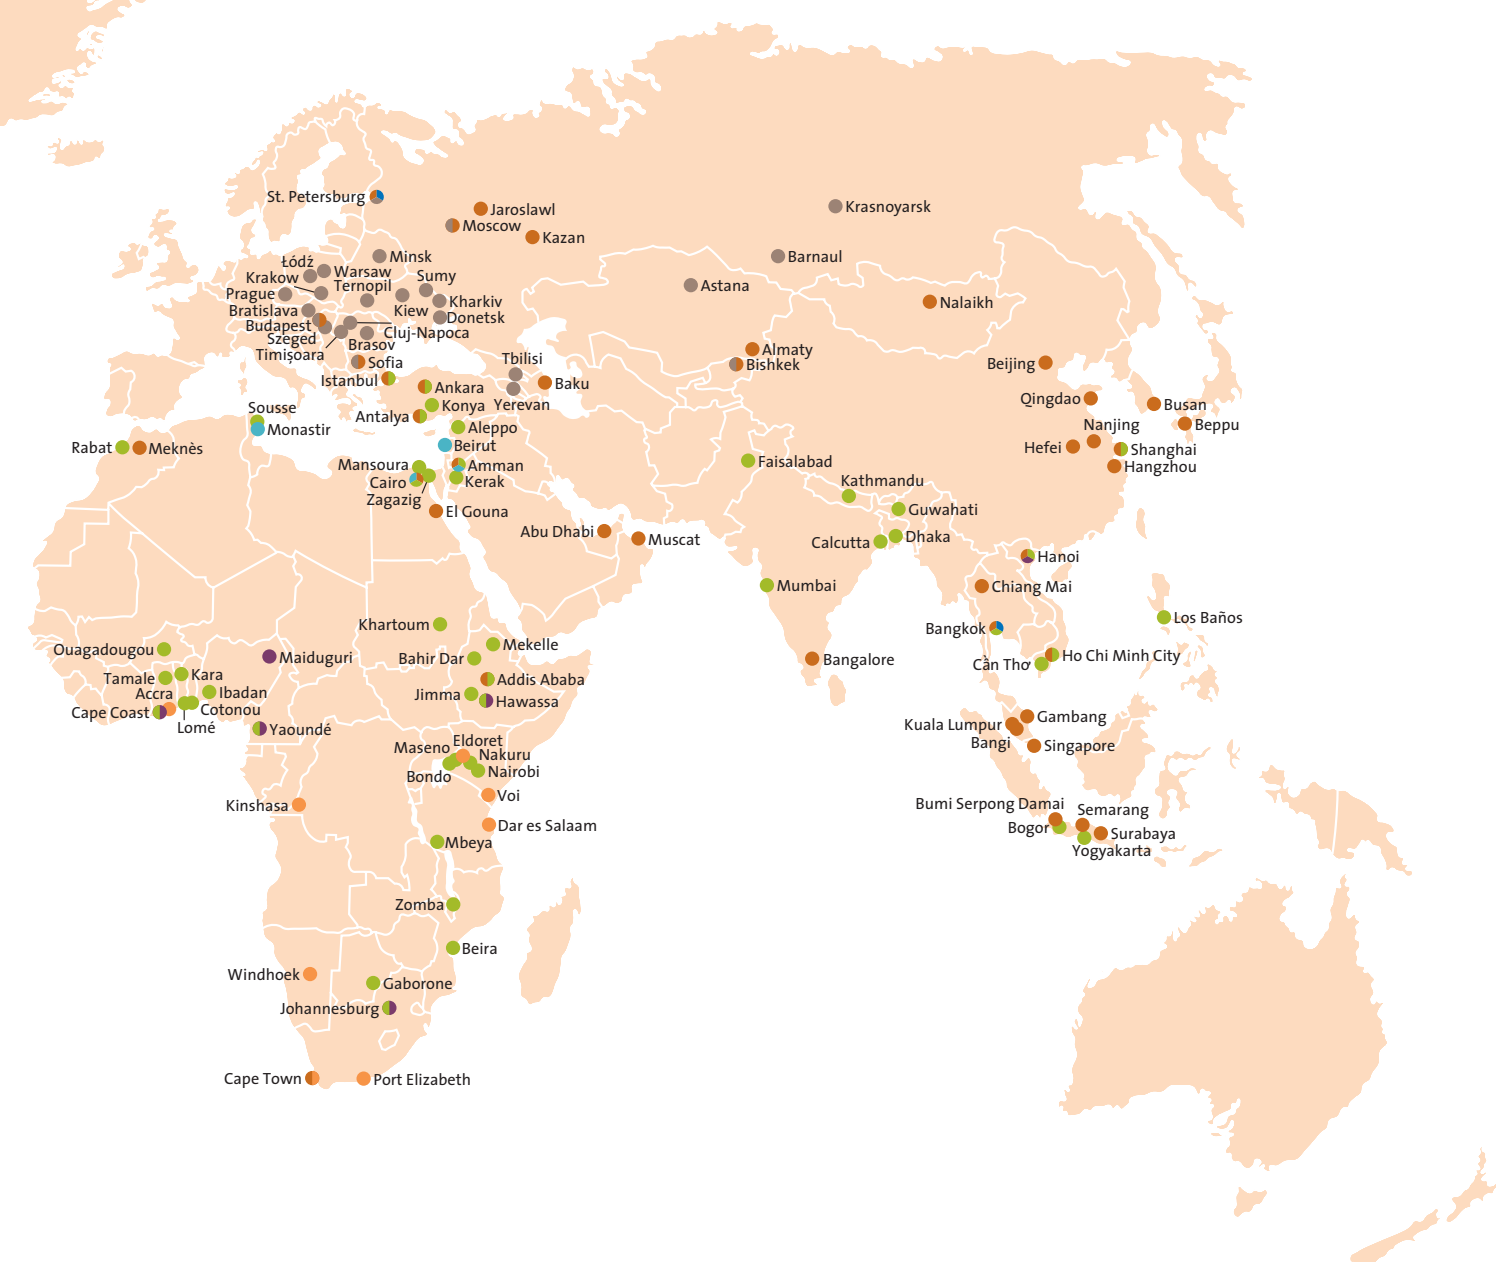 St. Petersburg
Jaroslawl
Moscow
Kazan
Krasnoyarsk
Minsk
Barnaul
Łódź
Warsaw
Krakow
Sumy
Ternopil
Astana
Prague
Kharkiv
Nalaikh
Bratislava
Kiew
Donetsk
Budapest
Cluj-Napoca
Szeged
Brasov
Timişoara
Almaty
Tbilisi
Sofia
Bishkek
Beijing
Istanbul
Ankara
Baku
Qingdao
Konya
Yerevan
Busan
Sousse
Antalya
Beppu
Nanjing
Monastir
Aleppo
Rabat
Meknès
Beirut
Hefei
Shanghai
Mansoura
Amman
Faisalabad
Hangzhou
Cairo
Kerak
Kathmandu
Zagazig
El Gouna
Guwahati
Abu Dhabi
Muscat
Calcutta
Dhaka
Hanoi
Mumbai
Chiang Mai
Los Baños
Khartoum
Bangkok
Ouagadougou
Mekelle
Maiduguri
Bahir Dar
Bangalore
Ho Chi Minh City
Cần Thơ
Tamale
Kara
Addis Ababa
Accra
Ibadan
Jimma
Hawassa
Cape Coast
Cotonou
Lomé
Yaoundé
Gambang
Kuala Lumpur
Bangi
Singapore
Maseno
Eldoret
Nakuru
Bondo
Nairobi
Kinshasa
Voi
Bumi Serpong Damai
Semarang
Dar es Salaam
Bogor
Surabaya
Mbeya
Yogyakarta
Zomba
Beira
Windhoek
Gaborone
Johannesburg
Cape Town
Port Elizabeth